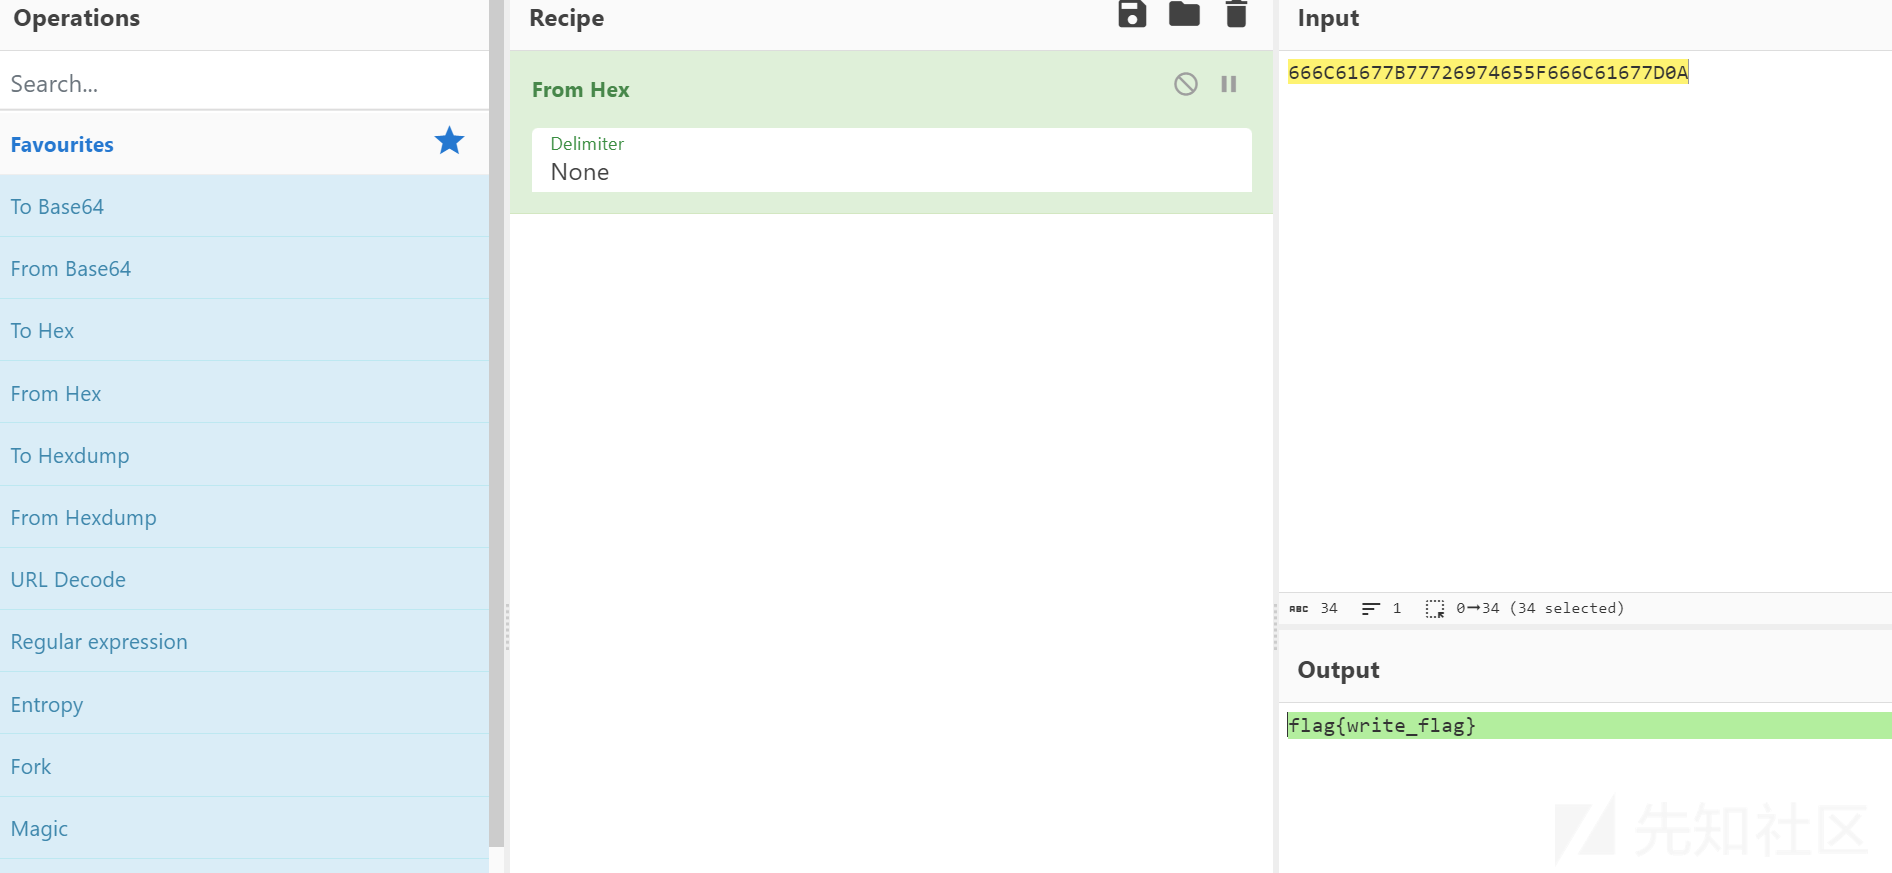 Operations
Search...
Favourites
To Base64
From Base64
To Hex
From Hex
To Hexdump
From Hexdump
URL Decode
Regular expression
Entropy
Fork
Magic
Recipe
From Hex
Delimiter
None
Input
666C61677B77726974655F666C61677D0A
ABC 34 1 0→34 (34 selected)
Output
flag{write_flag}
先知社区